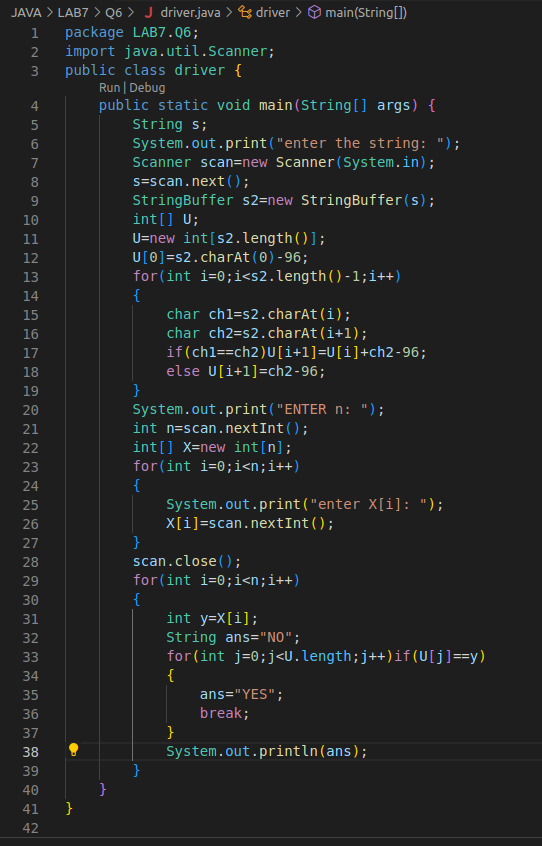 JAVA > LAB7 > Q6 > J driver.java > driver > main(String[])
1 package LAB7.Q6;
2 import java.util.Scanner;
3 public class driver {
Run | Debug
4 public static void main(String[] args) {
5 String s;
6 System.out.print("enter the string: ");
7 Scanner scan=new Scanner(System.in);
8 s=scan.next();
9 StringBuffer s2=new StringBuffer(s);
10 int[] U;
11 U=new int[s2.length()];
12 U[0]=s2.charAt(0)-96;
13 for(int i=0;i<s2.length()-1;i++)
14 {
15 char ch1=s2.charAt(i);
16 char ch2=s2.charAt(i+1);
17 if(ch1==ch2)U[i+1]=U[i]+ch2-96;
18 else U[i+1]=ch2-96;
19 }
20 System.out.print("ENTER n: ");
21 int n=scan.nextInt();
22 int[] X=new int[n];
23 for(int i=0;i<n;i++)
24 {
25 System.out.print("enter X[i]: ");
26 X[i]=scan.nextInt();
27 }
28 scan.close();
29 for(int i=0;i<n;i++)
30 {
31 int y=X[i];
32 String ans="NO";
33 for(int j=0;j<U.length;j++)if(U[j]==y)
34 {
35 ans="YES";
36 break;
37 }
38 System.out.println(ans);
39 }
40 }
41 }
42